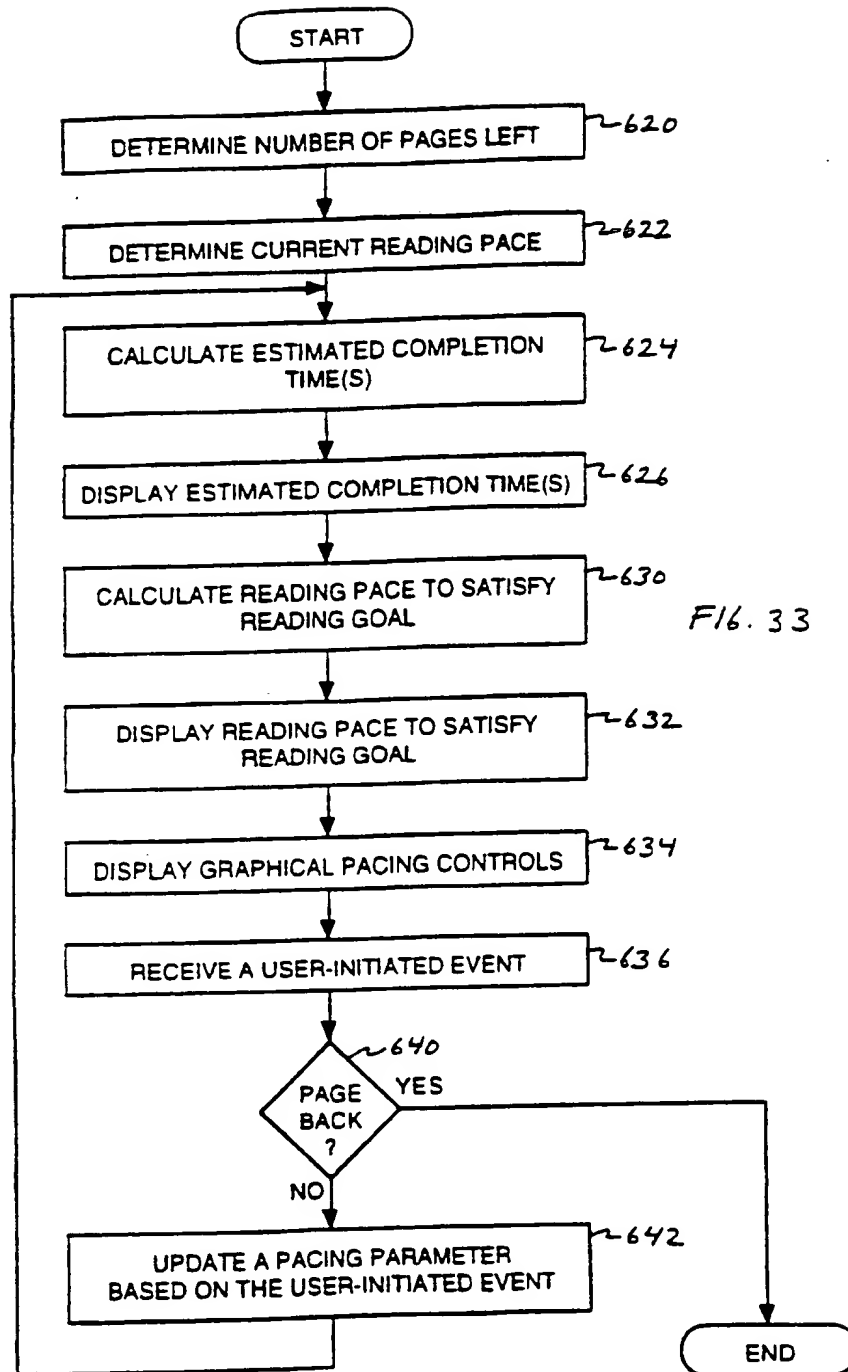 START
DETERMINE NUMBER OF PAGES LEFT
620
DETERMINE CURRENT READING PACE
622
CALCULATE ESTIMATED COMPLETION
TIME(S)
624
DISPLAY ESTIMATED COMPLETION TIME(S)
626
CALCULATE READING PACE TO SATISFY
READING GOAL
630
FIG. 33
DISPLAY READING PACE TO SATISFY
READING GOAL
632
DISPLAY GRAPHICAL PACING CONTROLS
634
RECEIVE A USER-INITIATED EVENT
636
640
PAGE
BACK
?
YES
NO
UPDATE A PACING PARAMETER
BASED ON THE USER-INITIATED EVENT
642
END